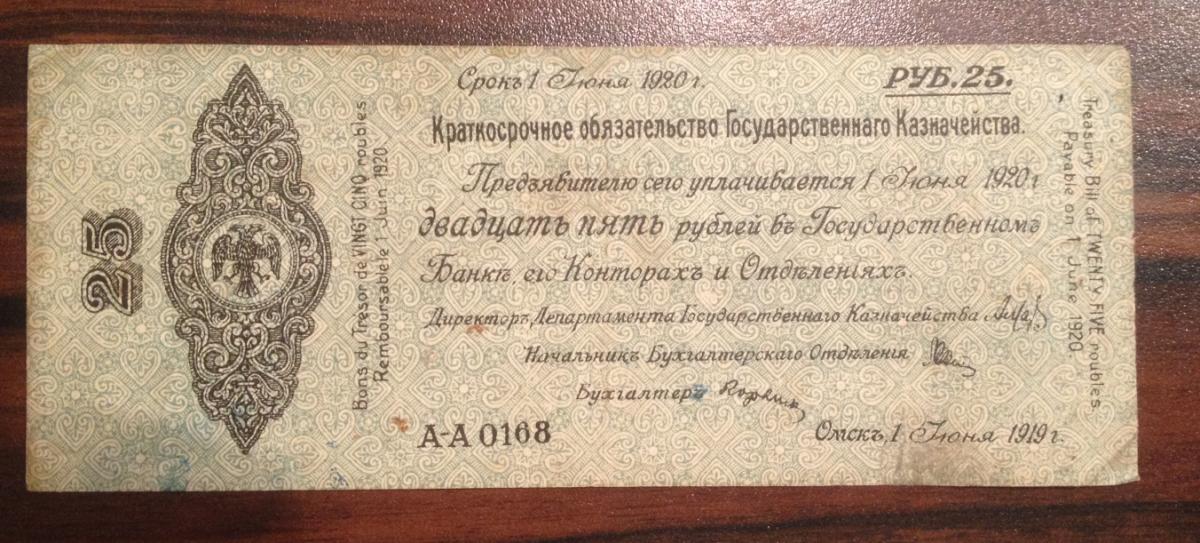 25
Bons du Tresor de VINGT CINQ roubles
Remboursable le 1 Juin 1920.
Срокъ 1 Іюня 1920 г.
РУБ. 25.
Краткосрочное обязательство Государственнаго Казначейства.
Предъявителю сего уплачивается 1 Іюня 1920 г
двадцать пять рублей въ Государственномъ
Банкѣ, его Конторахъ и Отдѣленіяхъ.
Директоръ Департамента Государственнаго Казначейства
Начальникъ Бухгалтерскаго Отдѣленія
Бухгалтеръ
А-А 0168
Омскъ, 1 Іюня 1919 г.
Treasury Bill of TWENTY FIVE roubles
Payable on 1 June 1920.